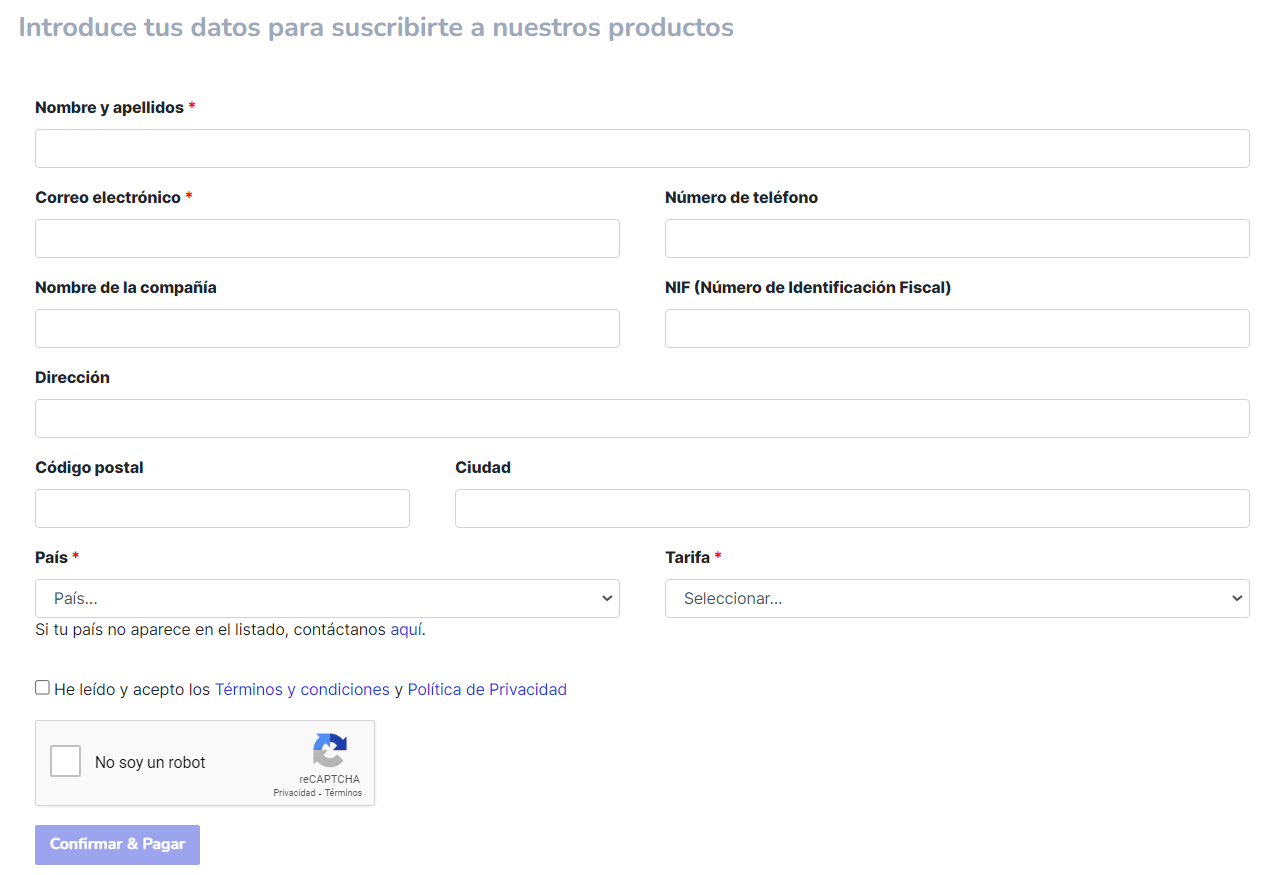 Introduce tus datos para suscribirte a nuestros productos
Nombre y apellidos *
Correo electrónico *
Número de teléfono
Nombre de la compañía
NIF (Número de Identificación Fiscal)
Dirección
Código postal
Ciudad
País *
Tarifa *
País...
Seleccionar...
Si tu país no aparece en el listado, contáctanos aquí.
He leído y acepto los Términos y condiciones y Política de Privacidad
No soy un robot
reCAPTCHA
Privacidad - Términos
Confirmar & Pagar